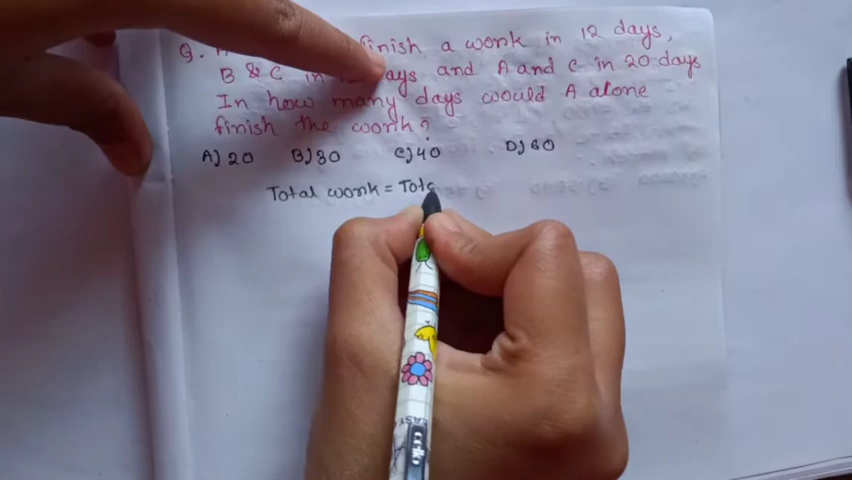 Q. finish a work in 12 days,
B & C in days and A and C in 20 days
In how many days would A alone
finish the work?
A) 20 B) 30 C) 40 D) 60
Total work = Tota